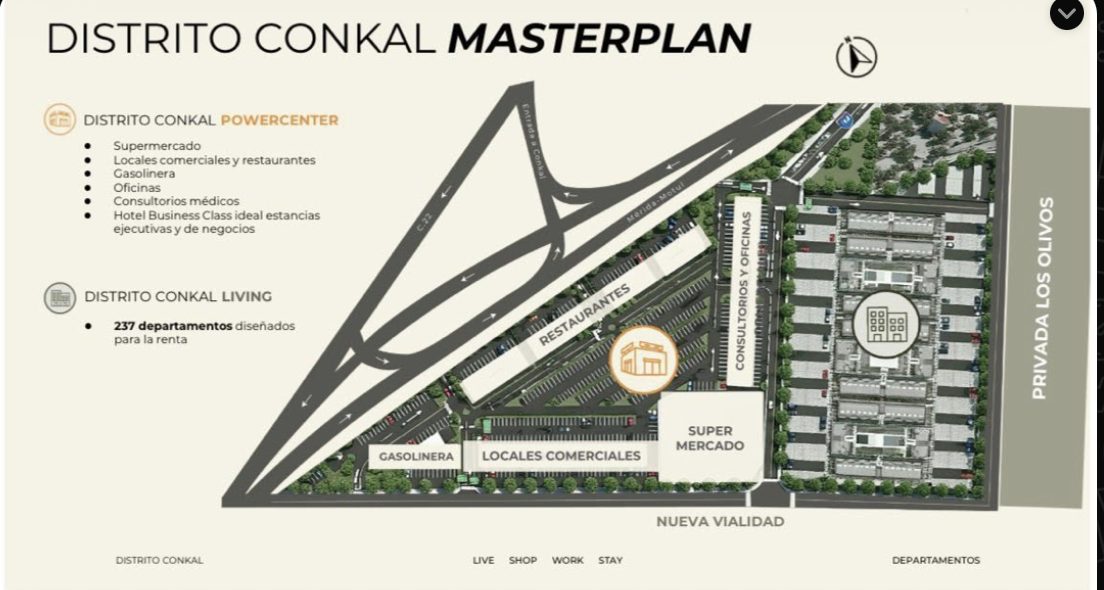 DISTRITO CONKAL MASTERPLAN
DISTRITO CONKAL POWERCENTER
Supermercado
Locales comerciales y restaurantes
Gasolinera
Oficinas
Consultorios médicos
Hotel Business Class ideal estancias
ejecutivas y de negocios
DISTRITO CONKAL LIVING
237 departamentos diseñados
para la renta
Entrada a Conkal
C.22
Mérida-Motul
RESTAURANTES
CONSULTORIOS Y OFICINAS
PRIVADA LOS OLIVOS
SUPER
MERCADO
GASOLINERA
LOCALES COMERCIALES
NUEVA VIALIDAD
DISTRITO CONKAL
LIVE SHOP WORK STAY
DEPARTAMENTOS